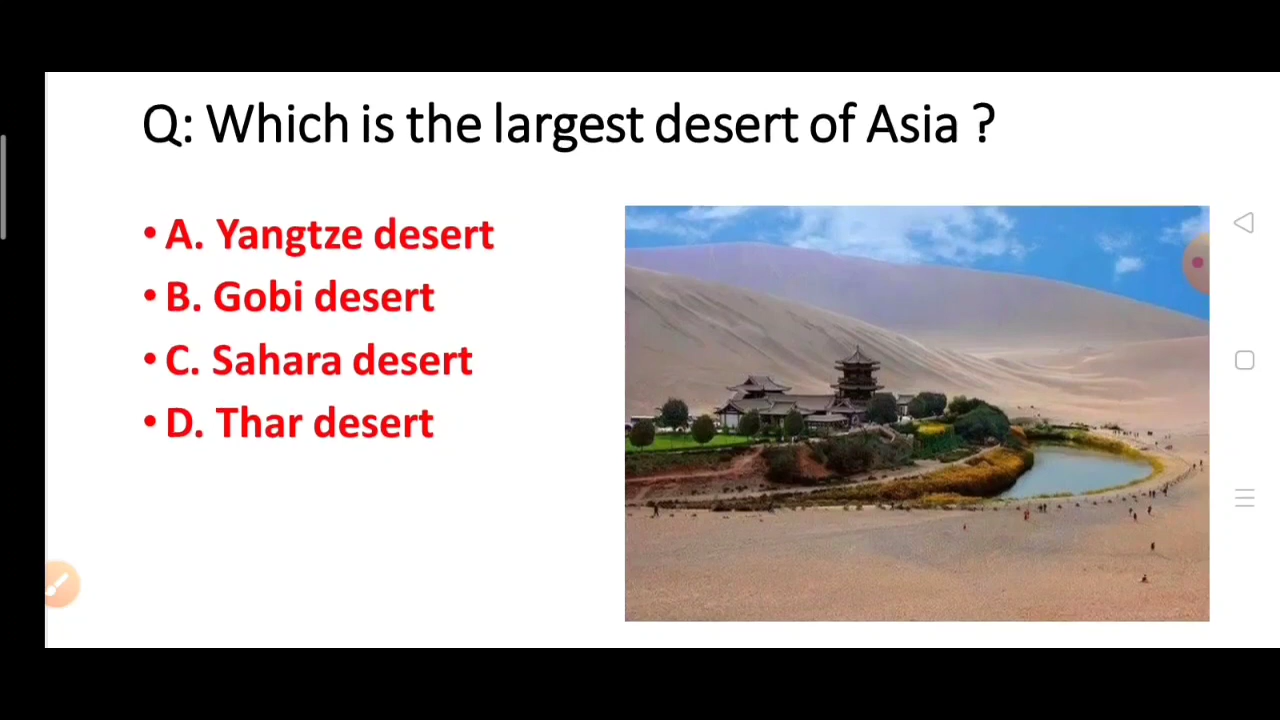 Q: Which is the largest desert of Asia ?
• A. Yangtze desert
• B. Gobi desert
• C. Sahara desert
• D. Thar desert